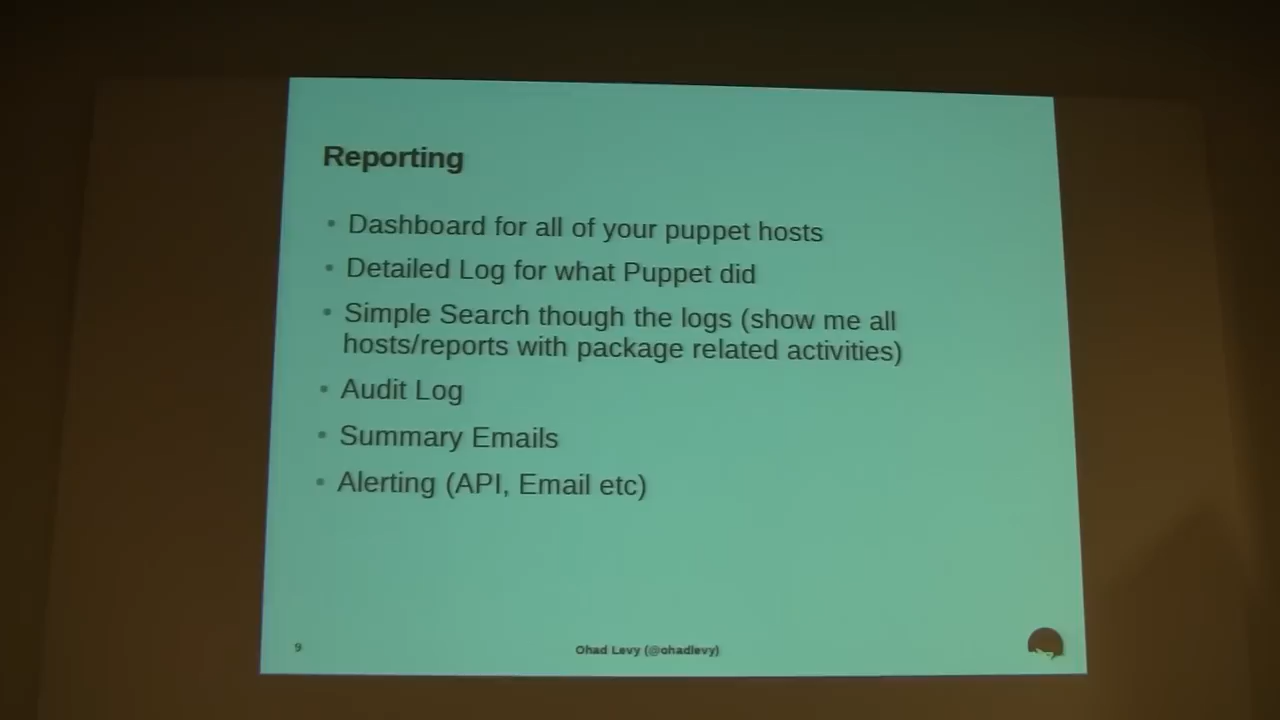 Reporting
• Dashboard for all of your puppet hosts
• Detailed Log for what Puppet did
• Simple Search though the logs (show me all
hosts/reports with package related activities)
• Audit Log
• Summary Emails
• Alerting (API, Email etc)
9
Ohad Levy (@ohadlevy)